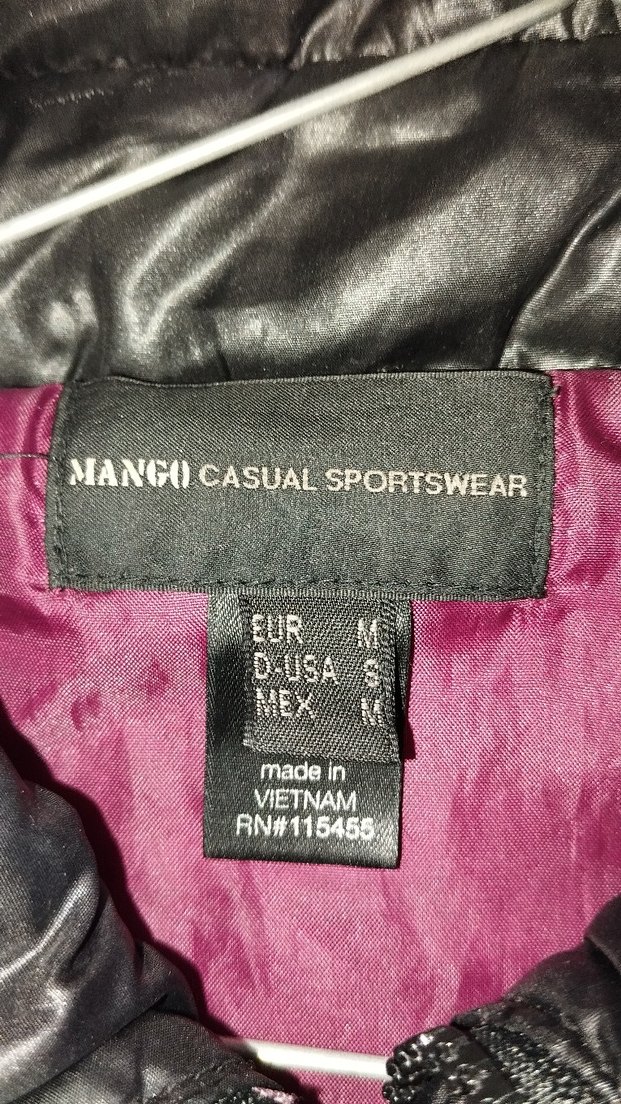 MANGO CASUAL SPORTSWEAR
EUR M
D-USA S
MEX M
made in
VIETNAM
RN#115455